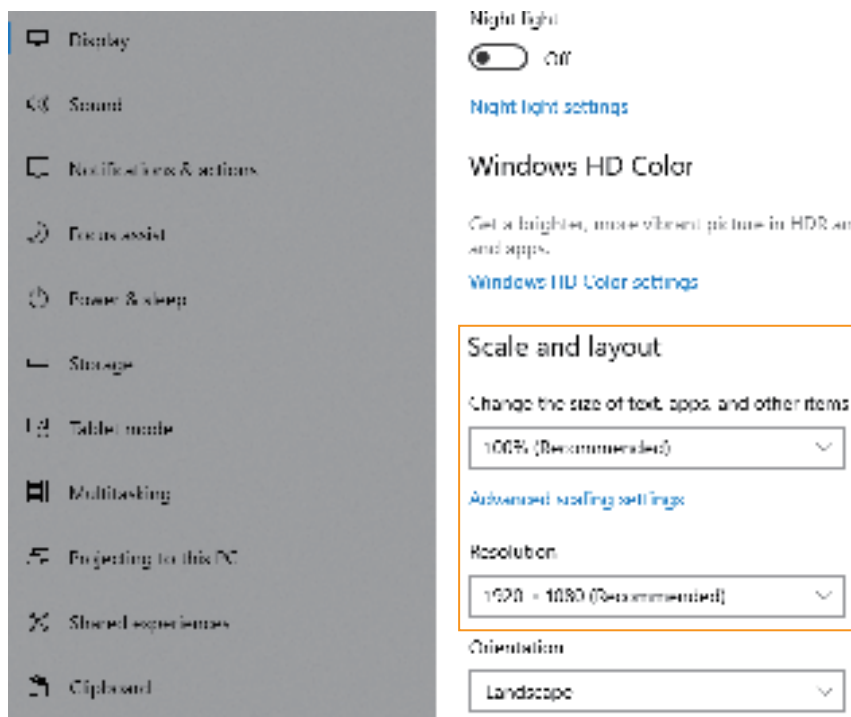 Display
Sound
Notifications & actions
Focus assist
Power & sleep
Storage
Tablet mode
Multitasking
Projecting to this PC
Shared experiences
Clipboard
Night light
Off
Night light settings
Windows HD Color
Get a brighter, more vibrant picture in HDR an
and apps.
Windows HD Color settings
Scale and layout
Change the size of text, apps, and other items
100% (Recommended)
Advanced scaling settings
Resolution
1920 × 1080 (Recommended)
Orientation
Landscape